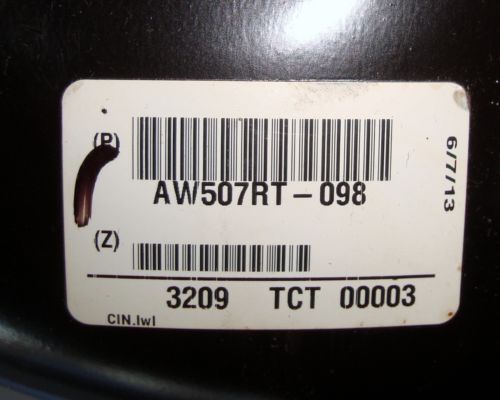 (P)
AW507RT-098
6/7/13
(Z)
3209 TCT 00003
CIN.lwl